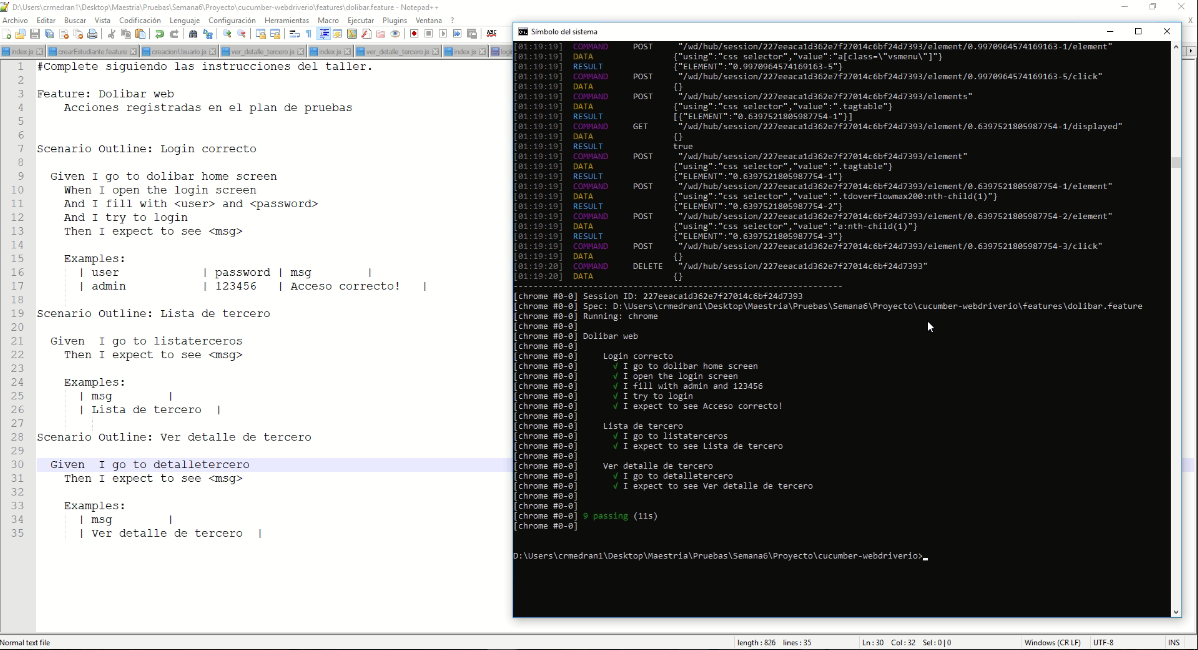 D:\Users\crmedran1\Desktop\Maestria\Pruebas\Semana6\Proyecto\cucumber-webdriverio\features\dolibar.feature - Notepad++
Archivo Editar Buscar Vista Codificación Lenguaje Configuración Herramientas Macro Ejecutar Plugins Ventana ?
index.js crearEstudiante.feature creacionUsuario.js ver_detalle_tercero.js index.js ver_detalle_tercero.js index.js
1 #Complete siguiendo las instrucciones del taller.
2
3 Feature: Dolibar web
4 Acciones registradas en el plan de pruebas
5
6
7 Scenario Outline: Login correcto
8
9 Given I go to dolibar home screen
10 When I open the login screen
11 And I fill with <user> and <password>
12 And I try to login
13 Then I expect to see <msg>
14
15 Examples:
16 | user | password | msg |
17 | admin | 123456 | Acceso correcto! |
18
19 Scenario Outline: Lista de tercero
20
21 Given I go to listaterceros
22 Then I expect to see <msg>
23
24 Examples:
25 | msg |
26 | Lista de tercero |
27
28 Scenario Outline: Ver detalle de tercero
29
30 Given I go to detalletercero
31 Then I expect to see <msg>
32
33 Examples:
34 | msg |
35 | Ver detalle de tercero |
Símbolo del sistema
[01:19:19] COMMAND POST "/wd/hub/session/227eeaca1d362e7f27014c6bf24d7393/element/0.9970964574169163-1/element"
[01:19:19] DATA {"using":"css selector","value":"a[class=\"vsmenu\"]"}
[01:19:19] RESULT {"ELEMENT":"0.9970964574169163-5"}
[01:19:19] COMMAND POST "/wd/hub/session/227eeaca1d362e7f27014c6bf24d7393/element/0.9970964574169163-5/click"
[01:19:19] DATA {}
[01:19:19] COMMAND POST "/wd/hub/session/227eeaca1d362e7f27014c6bf24d7393/elements"
[01:19:19] DATA {"using":"css selector","value":".tagtable"}
[01:19:19] RESULT [{"ELEMENT":"0.6397521805987754-1"}]
[01:19:19] COMMAND GET "/wd/hub/session/227eeaca1d362e7f27014c6bf24d7393/element/0.6397521805987754-1/displayed"
[01:19:19] DATA {}
[01:19:19] RESULT true
[01:19:19] COMMAND POST "/wd/hub/session/227eeaca1d362e7f27014c6bf24d7393/element"
[01:19:19] DATA {"using":"css selector","value":".tagtable"}
[01:19:19] RESULT {"ELEMENT":"0.6397521805987754-1"}
[01:19:19] COMMAND POST "/wd/hub/session/227eeaca1d362e7f27014c6bf24d7393/element/0.6397521805987754-1/element"
[01:19:19] DATA {"using":"css selector","value":".tdoverflowmax200:nth-child(1)"}
[01:19:19] RESULT {"ELEMENT":"0.6397521805987754-2"}
[01:19:19] COMMAND POST "/wd/hub/session/227eeaca1d362e7f27014c6bf24d7393/element/0.6397521805987754-2/element"
[01:19:19] DATA {"using":"css selector","value":"a:nth-child(1)"}
[01:19:19] RESULT {"ELEMENT":"0.6397521805987754-3"}
[01:19:19] COMMAND POST "/wd/hub/session/227eeaca1d362e7f27014c6bf24d7393/element/0.6397521805987754-3/click"
[01:19:19] DATA {}
[01:19:20] COMMAND DELETE "/wd/hub/session/227eeaca1d362e7f27014c6bf24d7393"
[01:19:20] DATA {}
------------------------------------------------------------------
[chrome #0-0] Session ID: 227eeaca1d362e7f27014c6bf24d7393
[chrome #0-0] Spec: D:\Users\crmedran1\Desktop\Maestria\Pruebas\Semana6\Proyecto\cucumber-webdriverio\features\dolibar.feature
[chrome #0-0] Running: chrome
[chrome #0-0]
[chrome #0-0] Dolibar web
[chrome #0-0]
[chrome #0-0] Login correcto
[chrome #0-0] √ I go to dolibar home screen
[chrome #0-0] √ I open the login screen
[chrome #0-0] √ I fill with admin and 123456
[chrome #0-0] √ I try to login
[chrome #0-0] √ I expect to see Acceso correcto!
[chrome #0-0]
[chrome #0-0] Lista de tercero
[chrome #0-0] √ I go to listaterceros
[chrome #0-0] √ I expect to see Lista de tercero
[chrome #0-0]
[chrome #0-0] Ver detalle de tercero
[chrome #0-0] √ I go to detalletercero
[chrome #0-0] √ I expect to see Ver detalle de tercero
[chrome #0-0]
[chrome #0-0]
[chrome #0-0] 9 passing (11s)
[chrome #0-0]
D:\Users\crmedran1\Desktop\Maestria\Pruebas\Semana6\Proyecto\cucumber-webdriverio>
Normal text file length : 826 lines : 35 Ln : 30 Col : 32 Sel : 0 | 0 Windows (CR LF) UTF-8 INS